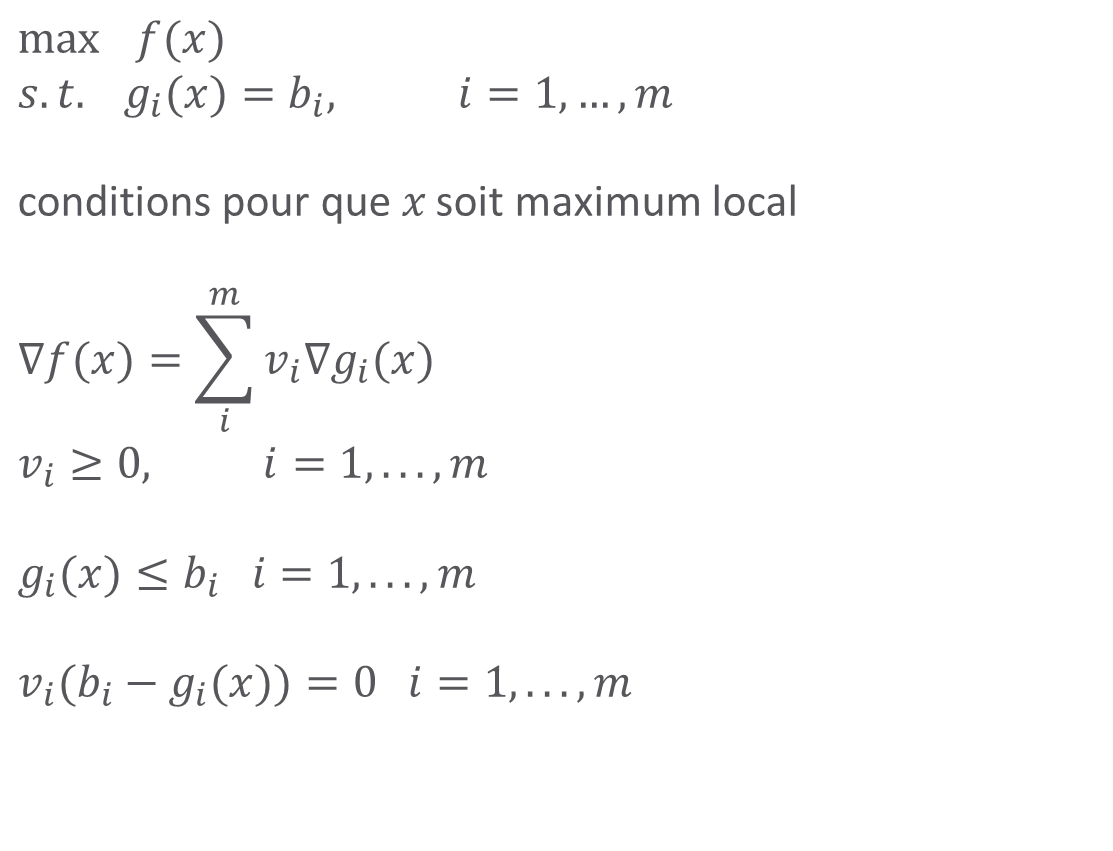 max f(x)
s.t. gᵢ(x) = bᵢ, i = 1, … , m
conditions pour que x soit maximum local
∇f(x) = ∑ᵢᵐ vᵢ∇gᵢ(x)
vᵢ ≥ 0, i = 1, . . . , m
gᵢ(x) ≤ bᵢ i = 1, . . . , m
vᵢ(bᵢ − gᵢ(x)) = 0 i = 1, . . . , m